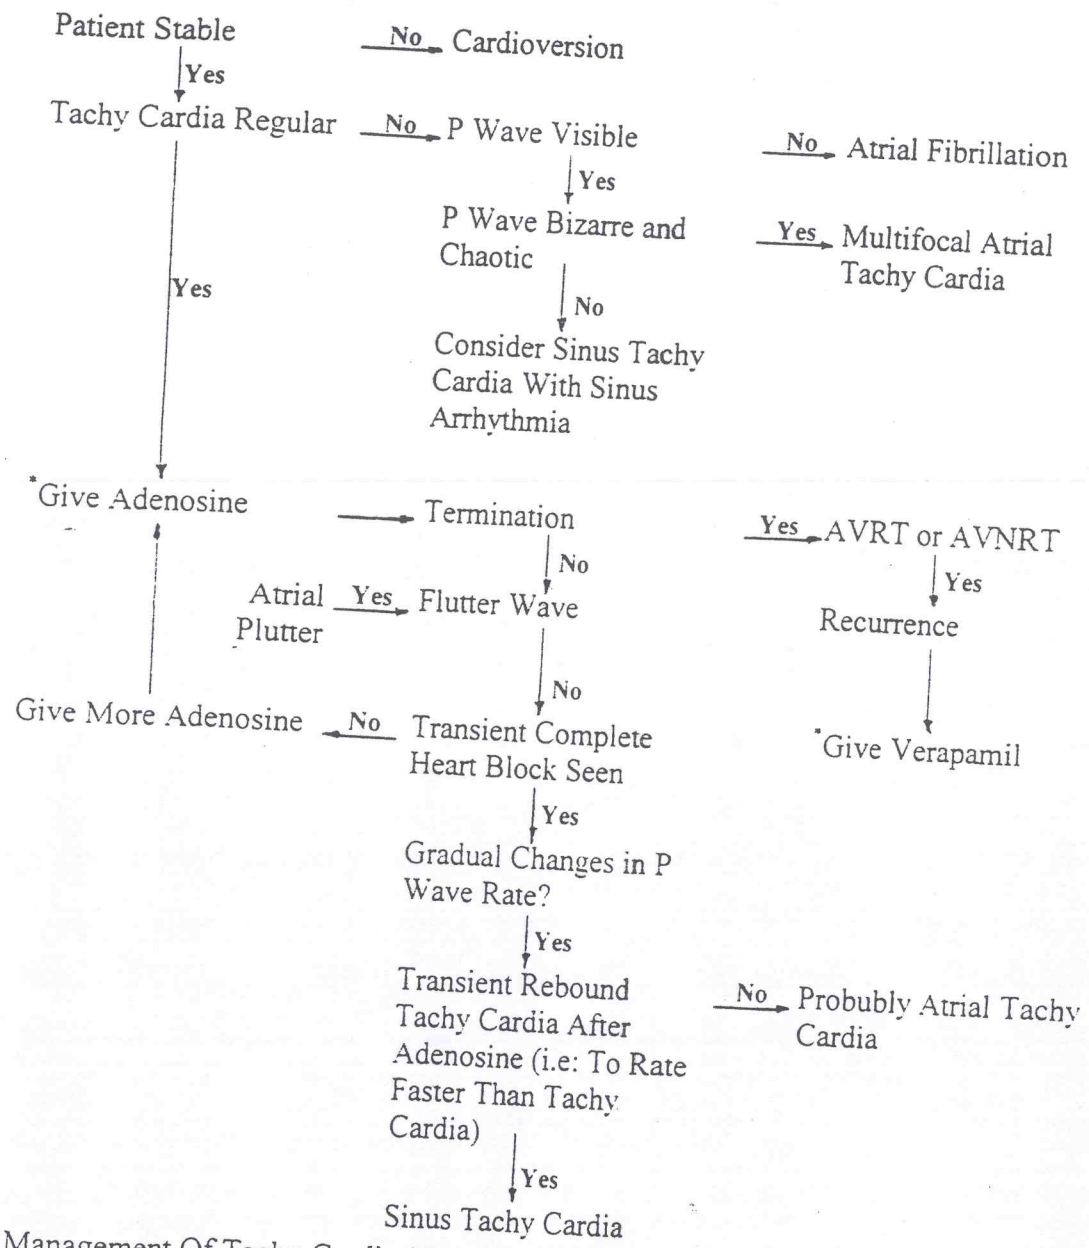 Patient Stable
No
Cardioversion
Yes
Tachy Cardia Regular
No
P Wave Visible
No
Atrial Fibrillation
Yes
P Wave Bizarre and
Chaotic
Yes
Multifocal Atrial
Tachy Cardia
Yes
No
Consider Sinus Tachy
Cardia With Sinus
Arrhythmia
*Give Adenosine
Termination
Yes
AVRT or AVNRT
No
Yes
Atrial
Plutter
Yes
Flutter Wave
Recurrence
No
Give More Adenosine
No
Transient Complete
Heart Block Seen
*Give Verapamil
Yes
Gradual Changes in P
Wave Rate?
Yes
Transient Rebound
Tachy Cardia After
Adenosine (i.e: To Rate
Faster Than Tachy
Cardia)
No
Probubly Atrial Tachy
Cardia
Yes
Sinus Tachy Cardia
Management Of Tachy